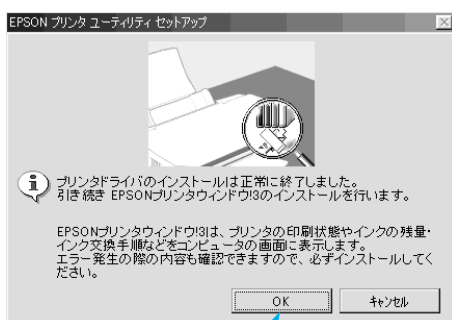 EPSON プリンタ ユーティリティ セットアップ
プリンタドライバのインストールは正常に終了しました。
引き続き EPSONプリンタウィンドウ!3のインストールを行います。
EPSONプリンタウィンドウ!3は、プリンタの印刷状態やインクの残量・
インク交換手順などをコンピュータの画面に表示します。
エラー発生の際の内容も確認できますので、必ずインストールしてく
ださい。
OK
キャンセル